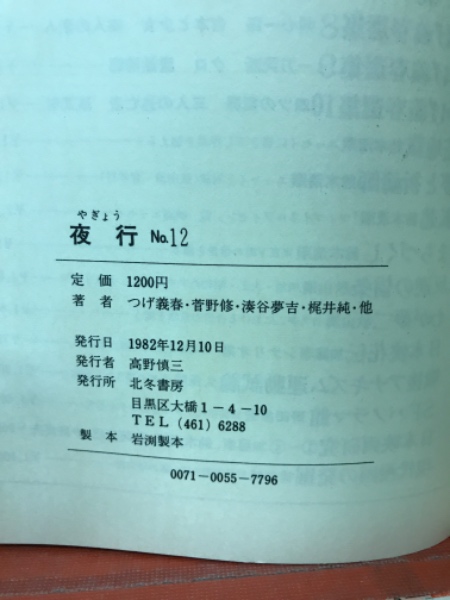 やぎょう
夜行 No.12
定価 1200円
著者 つげ義春・菅野修・湊谷夢吉・梶井純・他
発行日 1982年12月10日
発行者 高野慎三
発行所 北冬書房
目黒区大橋1-4-10
TEL (461) 6288
製本 岩渕製本
0071-0055-7796